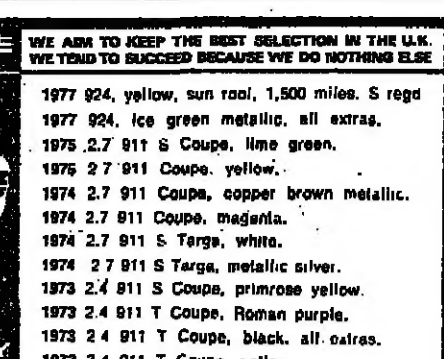 WE AIM TO KEEP THE BEST SELECTION IN THE U.K.
WE TEND TO SUCCEED BECAUSE WE DO NOTHING ELSE
1977 924, yellow, sun roof, 1,500 miles. S regd
1977 924, ice green metallic, all extras.
1975 2.7 911 S Coupe, lime green.
1975 2 7 911 Coupe. yellow.
1974 2.7 911 Coupe, copper brown metallic.
1974 2.7 911 Coupe, magenta.
1974 2.7 911 S Targa, white.
1974 2 7 911 S Targa, metallic silver.
1973 2.4 911 S Coupe, primrose yellow.
1973 2.4 911 T Coupe, Roman purple.
1973 2 4 911 T Coupe, black. all extras.